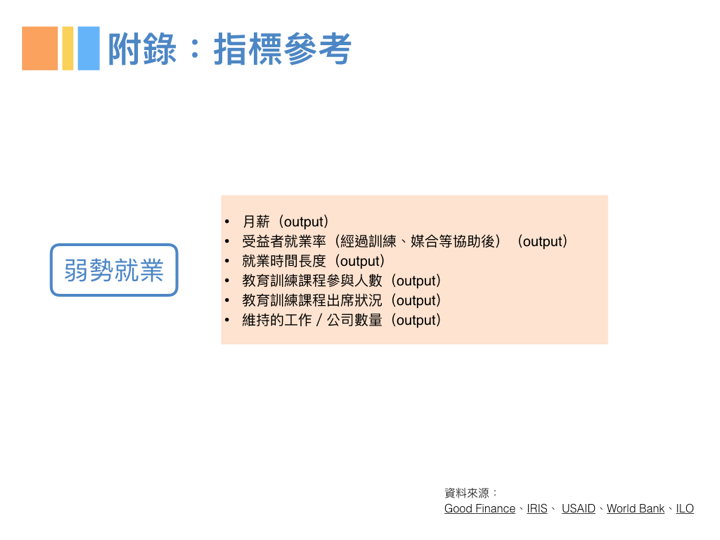 附錄：指標參考
弱勢就業
• 月薪（output）
• 受益者就業率（經過訓練、媒合等協助後）（output）
• 就業時間長度（output）
• 教育訓練課程參與人數（output）
• 教育訓練課程出席狀況（output）
• 維持的工作 / 公司數量（output）
資料來源：
Good Finance、IRIS、 USAID、World Bank、ILO